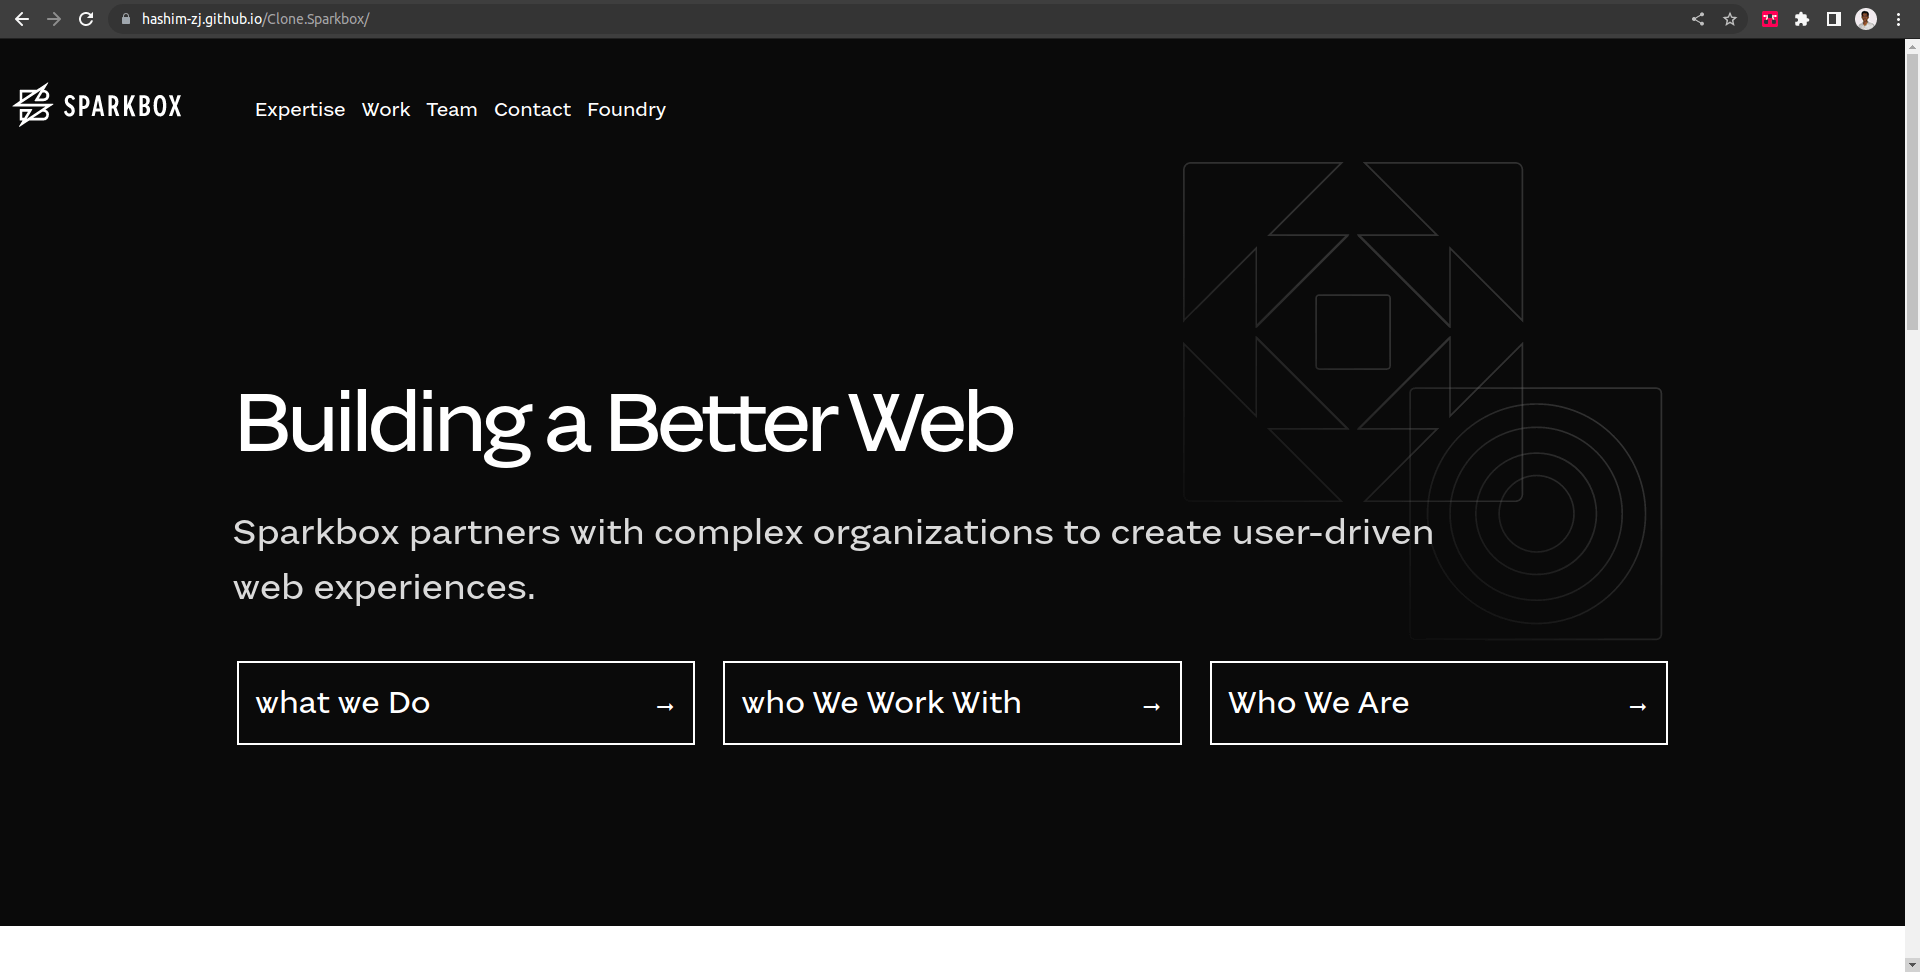 hashim-zj.github.io/Clone.Sparkbox/
SPARKBOX
Expertise Work Team Contact Foundry
Building a Better Web
Sparkbox partners with complex organizations to create user-driven
web experiences.
what we Do →
who We Work With →
Who We Are →